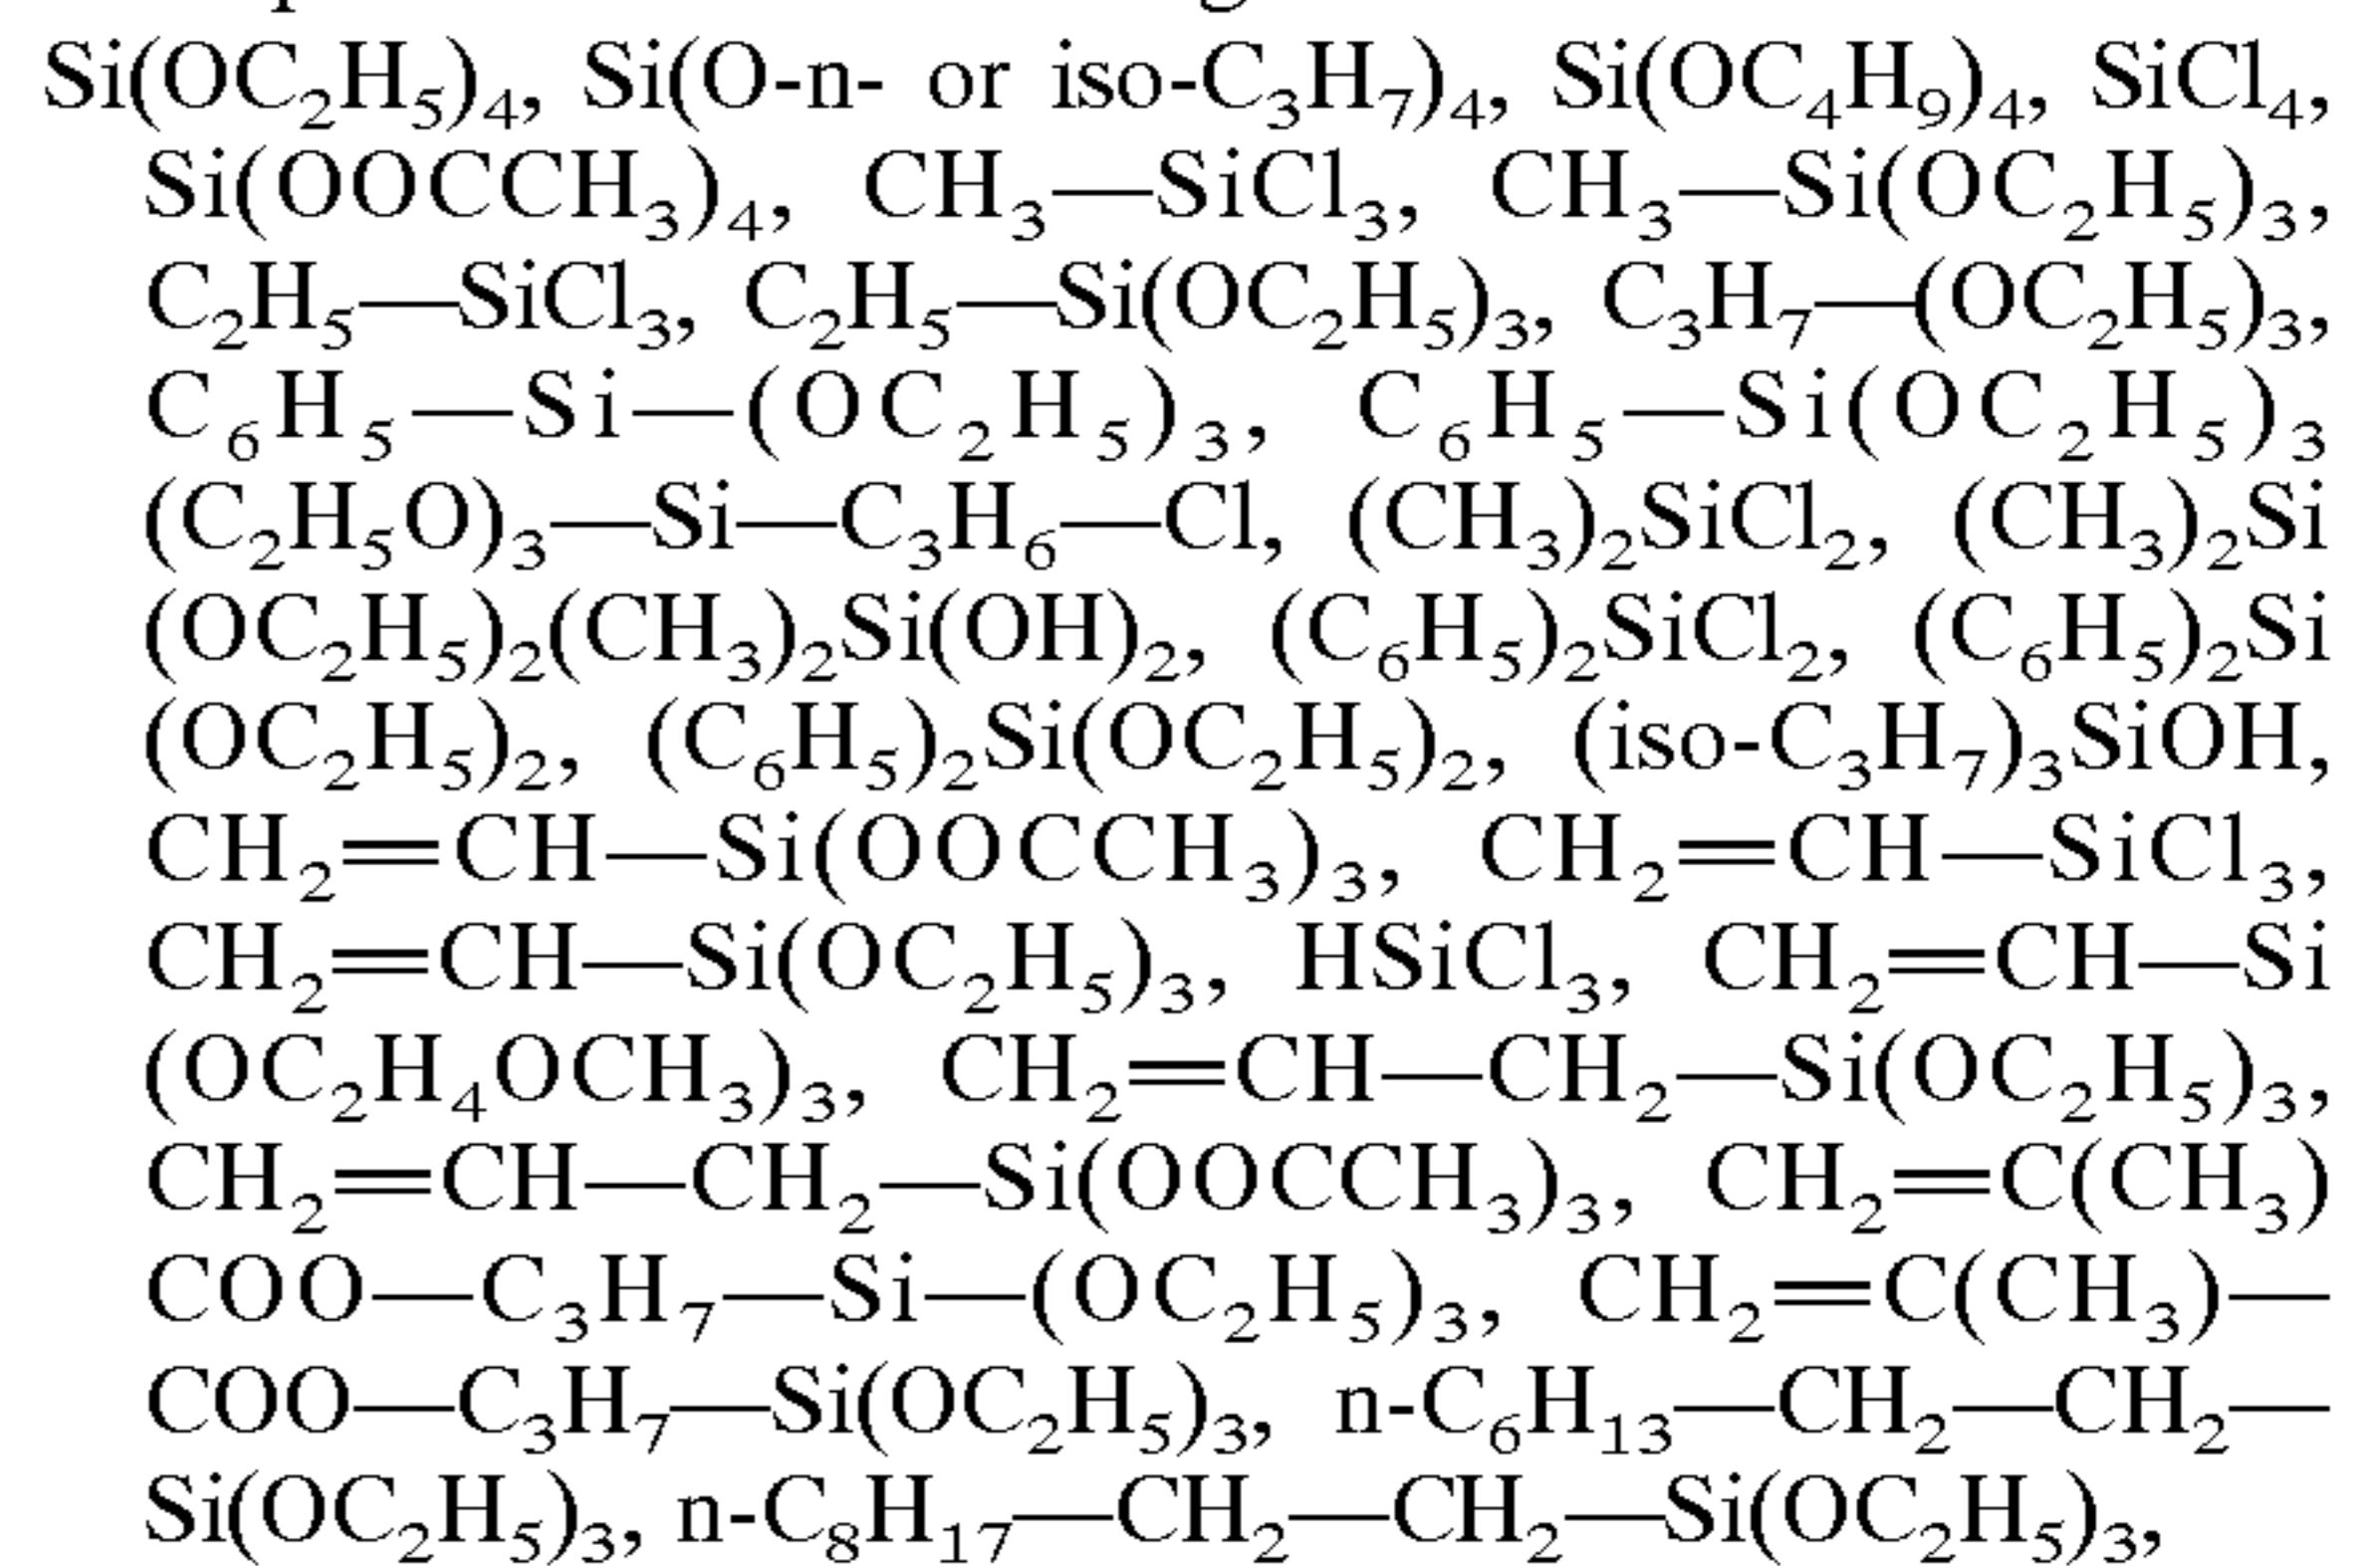 Si(OC₂H₅)₄, Si(O-n- or iso-C₃H₇)₄, Si(OC₄H₉)₄, SiCl₄,
Si(OOCCH₃)₄, CH₃—SiCl₃, CH₃—Si(OC₂H₅)₃,
C₂H₅—SiCl₃, C₂H₅—Si(OC₂H₅)₃, C₃H₇—(OC₂H₅)₃,
C₆H₅—Si—(OC₂H₅)₃, C₆H₅—Si(OC₂H₅)₃
(C₂H₅O)₃—Si—C₃H₆—Cl, (CH₃)₂SiCl₂, (CH₃)₂Si
(OC₂H₅)₂(CH₃)₂Si(OH)₂, (C₆H₅)₂SiCl₂, (C₆H₅)₂Si
(OC₂H₅)₂, (C₆H₅)₂Si(OC₂H₅)₂, (iso-C₃H₇)₃SiOH,
CH₂=CH—Si(OOCCH₃)₃, CH₂=CH—SiCl₃,
CH₂=CH—Si(OC₂H₅)₃, HSiCl₃, CH₂=CH—Si
(OC₂H₄OCH₃)₃, CH₂=CH—CH₂—Si(OC₂H₅)₃,
CH₂=CH—CH₂—Si(OOCCH₃)₃, CH₂=C(CH₃)
COO—C₃H₇—Si—(OC₂H₅)₃, CH₂=C(CH₃)—
COO—C₃H₇—Si(OC₂H₅)₃, n-C₆H₁₃—CH₂—CH₂—
Si(OC₂H₅)₃, n-C₈H₁₇—CH₂—CH₂—Si(OC₂H₅)₃,